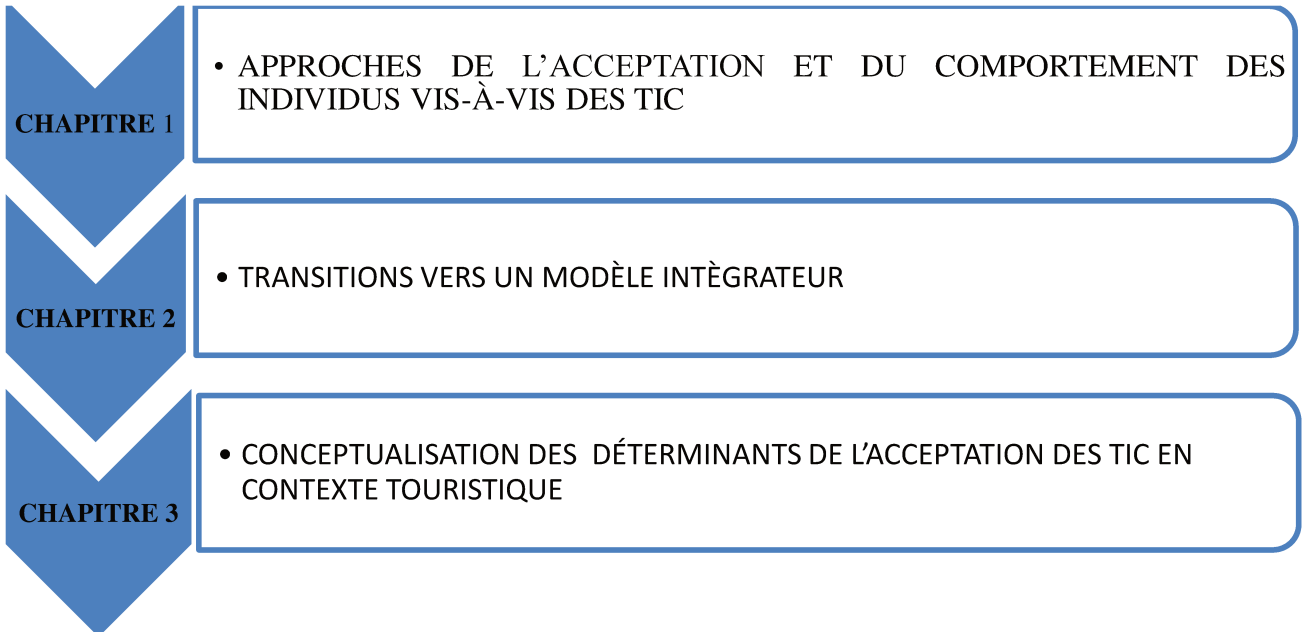 CHAPITRE 1
• APPROCHES DE L’ACCEPTATION ET DU COMPORTEMENT DES
INDIVIDUS VIS-À-VIS DES TIC
CHAPITRE 2
• TRANSITIONS VERS UN MODÈLE INTÈGRATEUR
CHAPITRE 3
• CONCEPTUALISATION DES DÉTERMINANTS DE L’ACCEPTATION DES TIC EN
CONTEXTE TOURISTIQUE